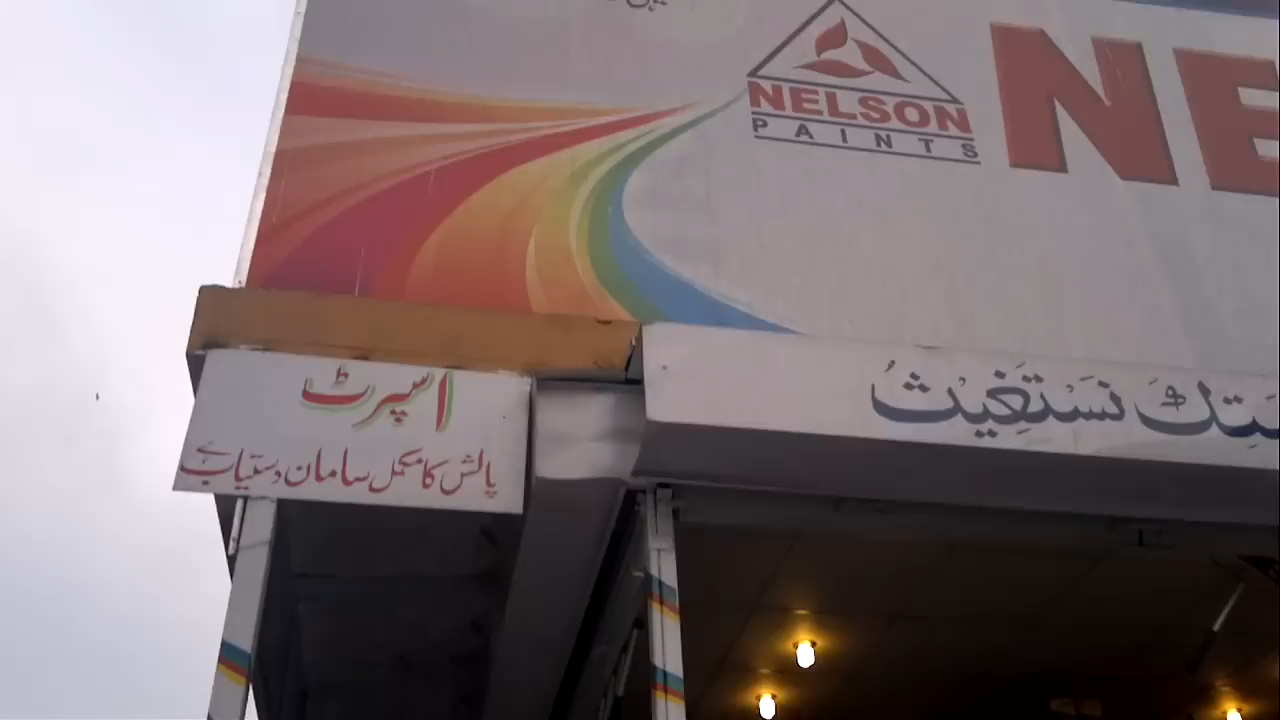 NELSON
PAINTS
NE
اسپرٹ
پالش کا مکمل سامان دستیاب ہے
نَسْتَغِيْثُ